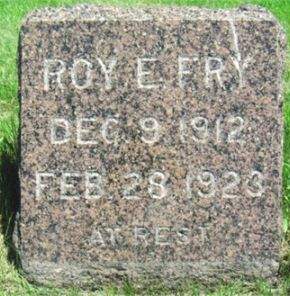 ROY E. FRY
DEC 9 1912
FEB 28 1923
AT REST